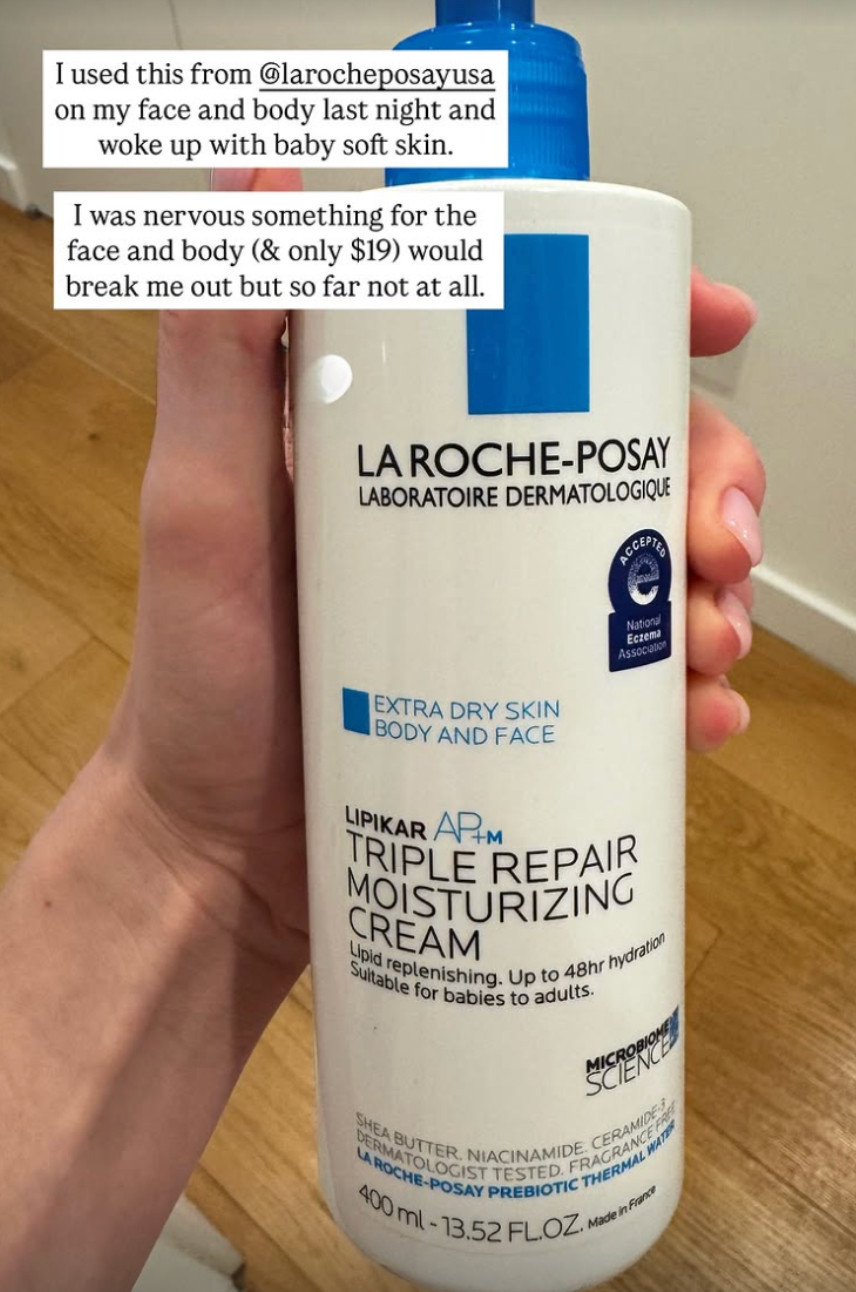 I used this from @larocheposayusa
on my face and body last night and
woke up with baby soft skin.
I was nervous something for the
face and body (& only $19) would
break me out but so far not at all.
LA ROCHE-POSAY
LABORATOIRE DERMATOLOGIQUE
ACCEPTED
National
Eczema
Association
EXTRA DRY SKIN
BODY AND FACE
LIPIKAR AP+M
TRIPLE REPAIR
MOISTURIZING
CREAM
Lipid replenishing. Up to 48hr hydration
Suitable for babies to adults.
MICROBIOME
SCIENCE
SHEA BUTTER. NIACINAMIDE. CERAMIDE-3
DERMATOLOGIST TESTED. FRAGRANCE FREE
LA ROCHE-POSAY PREBIOTIC THERMAL WATER
400 ml - 13.52 FL.OZ. Made in France